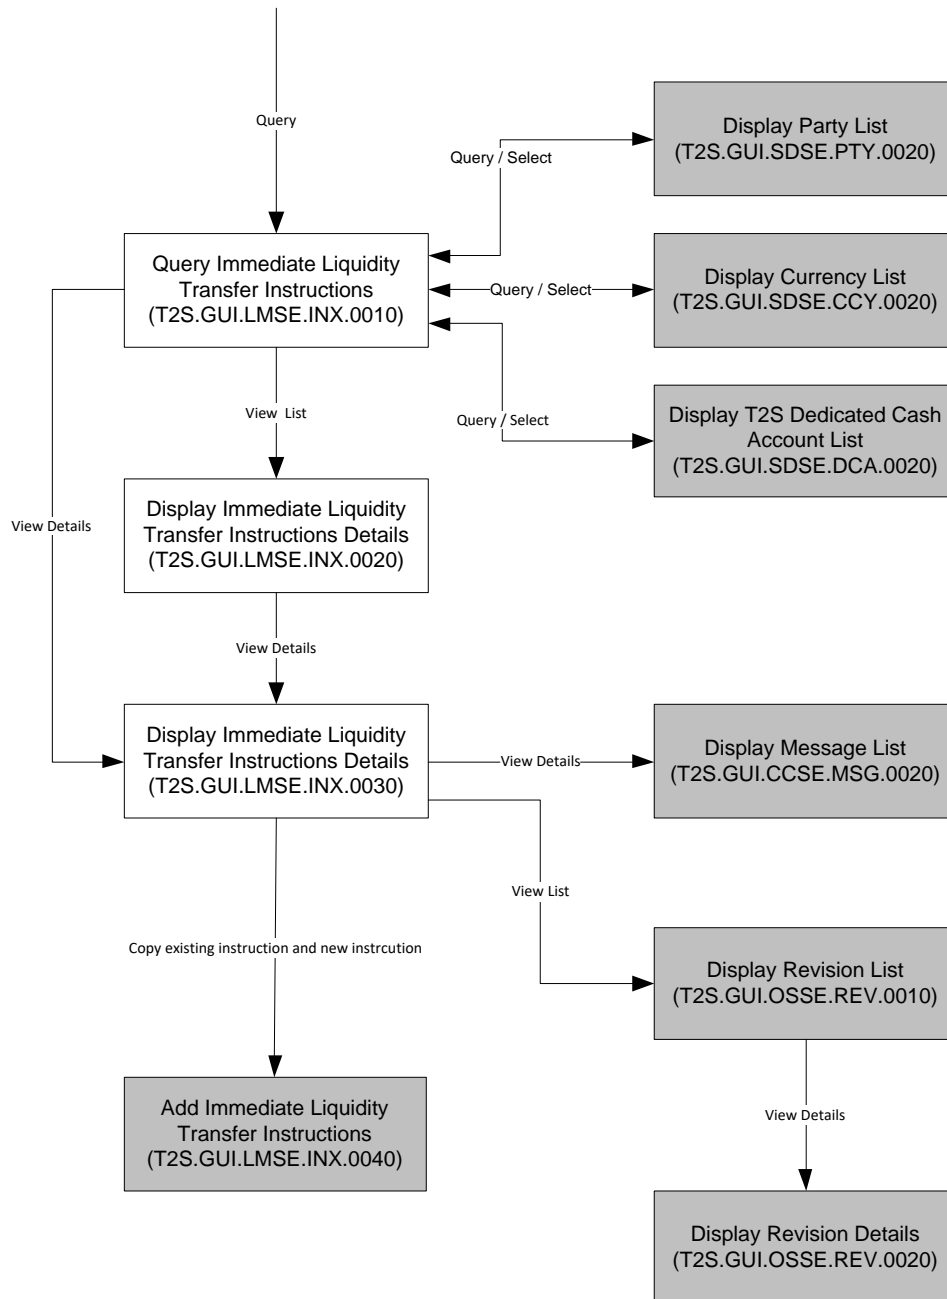 Query
Display Party List
(T2S.GUI.SDSE.PTY.0020)
Query / Select
Query Immediate Liquidity
Transfer Instructions
(T2S.GUI.LMSE.INX.0010)
Query / Select
Display Currency List
(T2S.GUI.SDSE.CCY.0020)
View List
Query / Select
Display T2S Dedicated Cash
Account List
(T2S.GUI.SDSE.DCA.0020)
View Details
Display Immediate Liquidity
Transfer Instructions Details
(T2S.GUI.LMSE.INX.0020)
View Details
Display Immediate Liquidity
Transfer Instructions Details
(T2S.GUI.LMSE.INX.0030)
View Details
Display Message List
(T2S.GUI.CCSE.MSG.0020)
View List
Copy existing instruction and new instrcution
Display Revision List
(T2S.GUI.OSSE.REV.0010)
Add Immediate Liquidity
Transfer Instructions
(T2S.GUI.LMSE.INX.0040)
View Details
Display Revision Details
(T2S.GUI.OSSE.REV.0020)